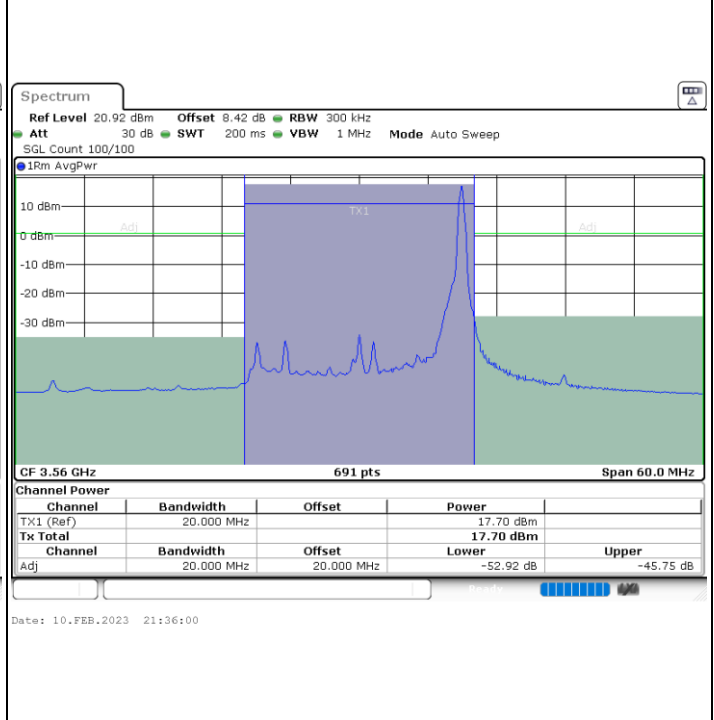 Spectrum
Ref Level 20.92 dBm Offset 8.42 dB RBW 300 kHz
Att 30 dB SWT 200 ms VBW 1 MHz Mode Auto Sweep
SGL Count 100/100
1Rm AvgPwr
10 dBm
TX1
Adj
Adj
0 dBm
-10 dBm
-20 dBm
-30 dBm
CF 3.56 GHz 691 pts Span 60.0 MHz
Channel Power
Channel Bandwidth Offset Power
TX1 (Ref) 20.000 MHz 17.70 dBm
Tx Total 17.70 dBm
Channel Bandwidth Offset Lower Upper
Adj 20.000 MHz 20.000 MHz -52.92 dB -45.75 dB
Ready
Date: 10.FEB.2023 21:36:00